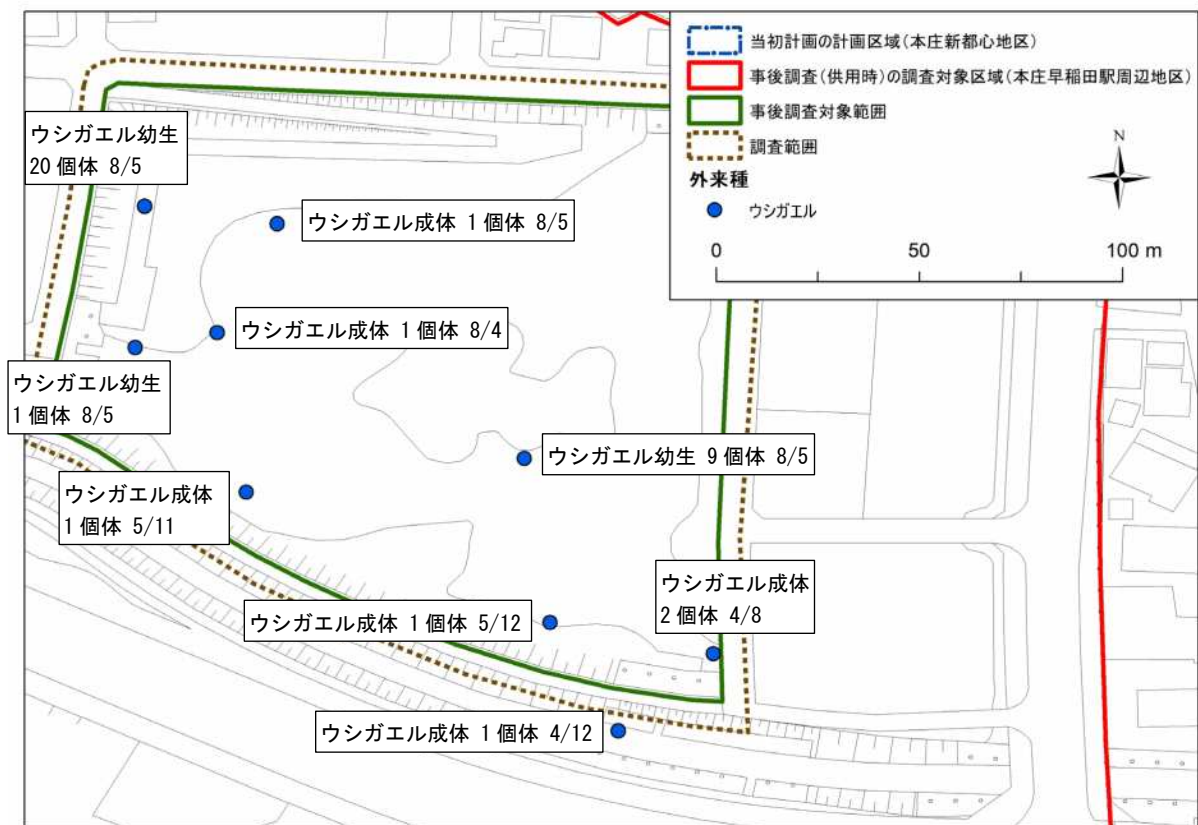 当初計画の計画区域(本庄新都心地区)
事後調査(供用時)の調査対象区域(本庄早稲田駅周辺地区)
事後調査対象範囲
調査範囲
外来種
ウシガエル
N
0 50 100 m
ウシガエル幼生
20 個体 8/5
ウシガエル成体 1 個体 8/5
ウシガエル成体 1 個体 8/4
ウシガエル幼生
1 個体 8/5
ウシガエル幼生 9 個体 8/5
ウシガエル成体
1 個体 5/11
ウシガエル成体
2 個体 4/8
ウシガエル成体 1 個体 5/12
ウシガエル成体 1 個体 4/12